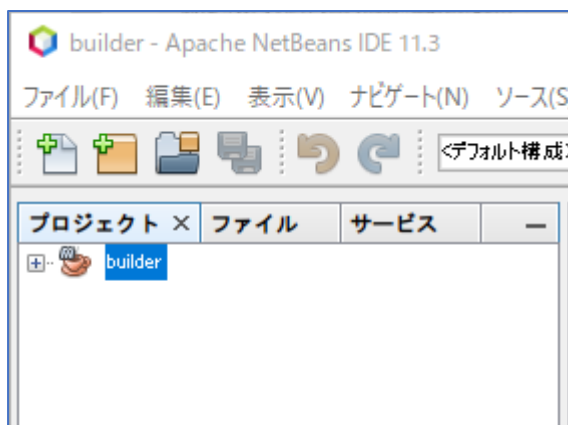 builder - Apache NetBeans IDE 11.3
ファイル(F) 編集(E) 表示(V) ナビゲート(N) ソース(S
<デフォルト構成>
プロジェクト × ファイル サービス
builder